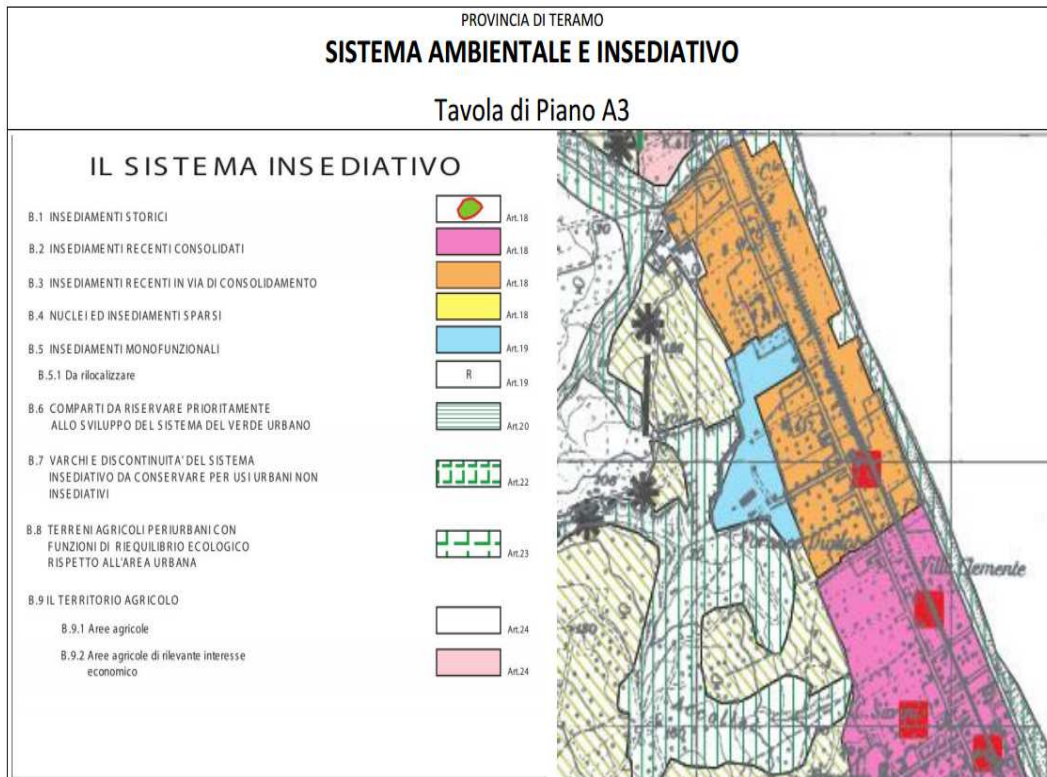 PROVINCIA DI TERAMO
SISTEMA AMBIENTALE E INSEDIATIVO
Tavola di Piano A3
IL SISTEMA INSEDIATIVO
B.1 INSEDIAMENTI STORICI Art.18
B.2 INSEDIAMENTI RECENTI CONSOLIDATI Art.18
B.3 INSEDIAMENTI RECENTI IN VIA DI CONSOLIDAMENTO Art.18
B.4 NUCLEI ED INSEDIAMENTI SPARSI Art.18
B.5 INSEDIAMENTI MONOFUNZIONALI Art.19
B.5.1 Da rilocalizzare R Art.19
B.6 COMPARTI DA RISERVARE PRIORITAMENTE
ALLO SVILUPPO DEL SISTEMA DEL VERDE URBANO Art.20
B.7 VARCHI E DISCONTINUITA' DEL SISTEMA
INSEDIATIVO DA CONSERVARE PER USI URBANI NON Art.22
INSEDIATIVI
B.8 TERRENI AGRICOLI PERIURBANI CON
FUNZIONI DI RIEQUILIBRIO ECOLOGICO Art.23
RISPETTO ALL'AREA URBANA
B.9 IL TERRITORIO AGRICOLO
B.9.1 Aree agricole Art.24
B.9.2 Aree agricole di rilevante interesse
economico Art.24
Villa Clemente